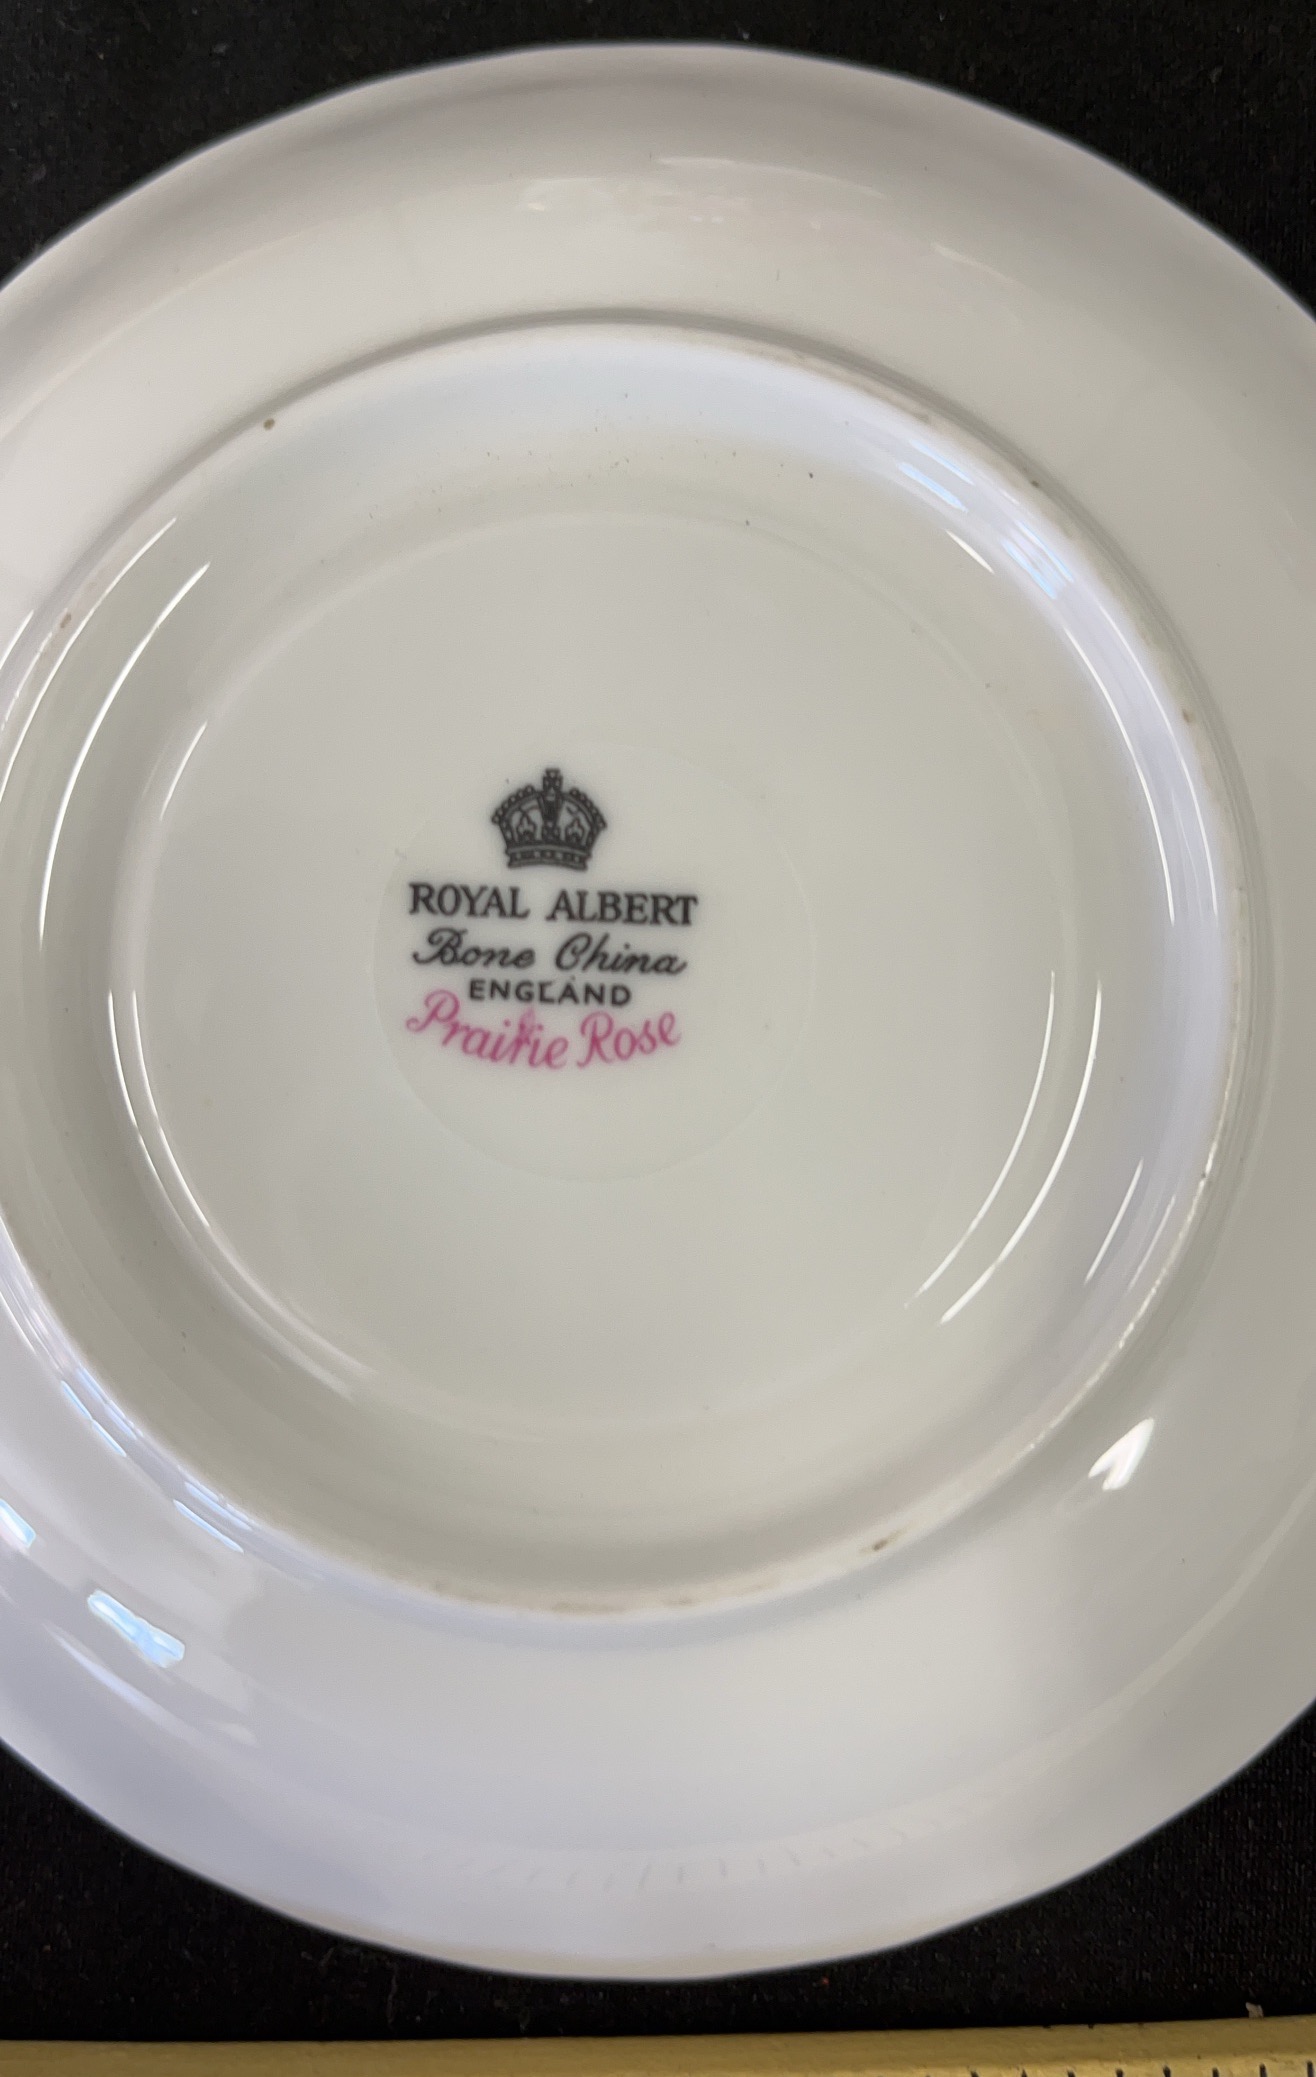 ROYAL ALBERT
Bone China
ENGLAND
Prairie Rose